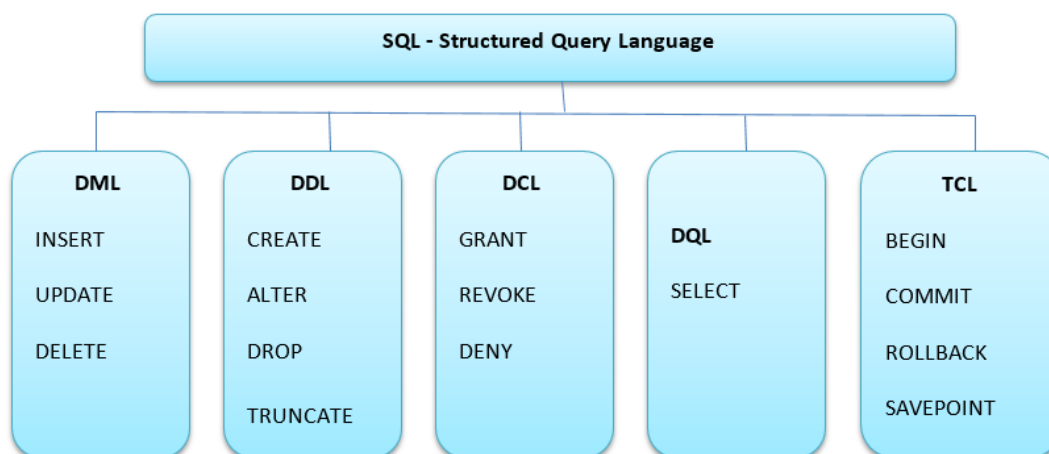 SQL - Structured Query Language
DML
INSERT
UPDATE
DELETE
DDL
CREATE
ALTER
DROP
TRUNCATE
DCL
GRANT
REVOKE
DENY
DQL
SELECT
TCL
BEGIN
COMMIT
ROLLBACK
SAVEPOINT